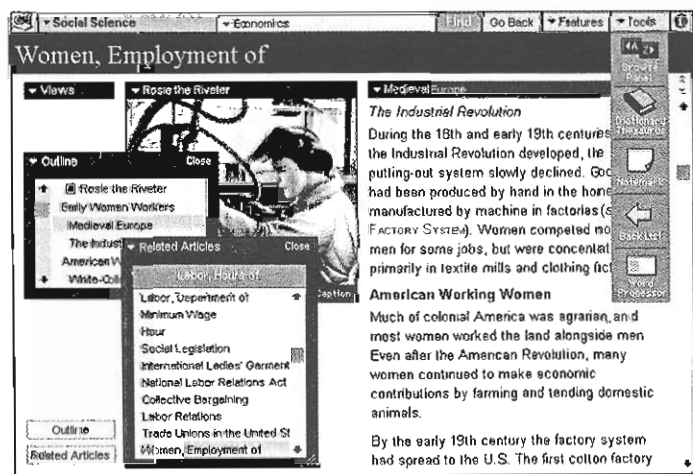 Social Science
Economics
Find
Go Back
Features
Tools
Women, Employment of
Views
Rosie the Riveter
Medieval Europe
Browse
Panel
Dictionary
Thesaurus
Notemark
Back List
Word
Processor
Outline
Close
Rosie the Riveter
Early Women Workers
Medieval Europe
The Indust
American W
White-Coll
Related Articles
Close
Labor, Hours of
Labor, Department of
Minimum Wage
Hour
Social Legislation
International Ladies' Garment
National Labor Relations Act
Collective Bargaining
Labor Relations
Trade Unions in the United St
Women, Employment of
Caption
Outline
Related Articles
The Industrial Revolution
During the 18th and early 19th centuries
the Industrial Revolution developed, the
putting-out system slowly declined. Goo
had been produced by hand in the home
manufactured by machine in factories (s
FACTORY SYSTEM). Women competed mo
men for some jobs, but were concentrat
primarily in textile mills and clothing fact
American Working Women
Much of colonial America was agrarian, and
most women worked the land alongside men
Even after the American Revolution, many
women continued to make economic
contributions by farming and tending domestic
animals.
By the early 19th century the factory system
had spread to the U.S. The first cotton factory